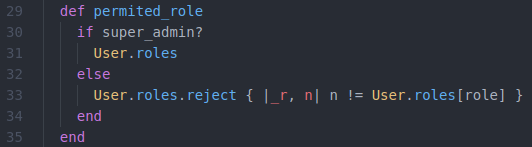 29 def permited_role
30 if super_admin?
31 User.roles
32 else
33 User.roles.reject { |_r, n| n != User.roles[role] }
34 end
35 end